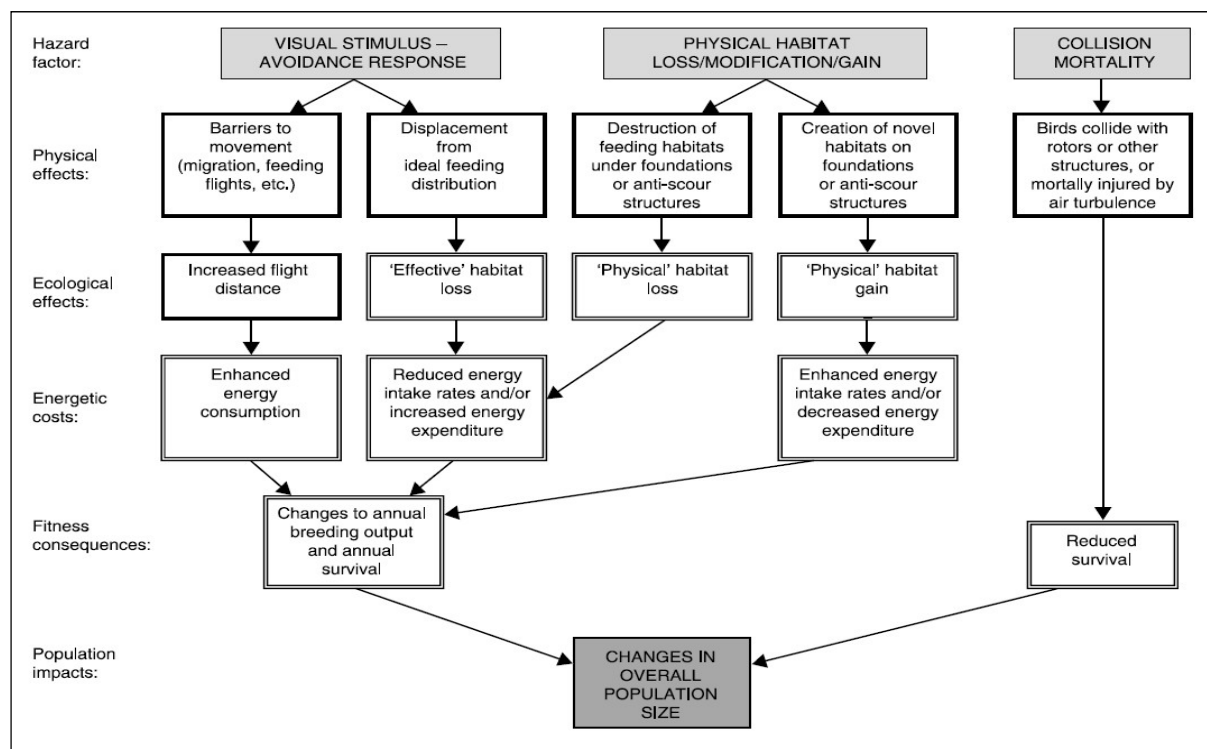 Hazard
factor:
VISUAL STIMULUS –
AVOIDANCE RESPONSE
PHYSICAL HABITAT
LOSS/MODIFICATION/GAIN
COLLISION
MORTALITY
Physical
effects:
Barriers to
movement
(migration, feeding
flights, etc.)
Displacement
from
ideal feeding
distribution
Destruction of
feeding habitats
under foundations
or anti-scour
structures
Creation of novel
habitats on
foundations
or anti-scour
structures
Birds collide with
rotors or other
structures, or
mortally injured by
air turbulence
Ecological
effects:
Increased flight
distance
‘Effective’ habitat
loss
‘Physical’ habitat
loss
‘Physical’ habitat
gain
Energetic
costs:
Enhanced
energy
consumption
Reduced energy
intake rates and/or
increased energy
expenditure
Enhanced energy
intake rates and/or
decreased energy
expenditure
Fitness
consequences:
Changes to annual
breeding output
and annual
survival
Reduced
survival
Population
impacts:
CHANGES IN
OVERALL
POPULATION
SIZE